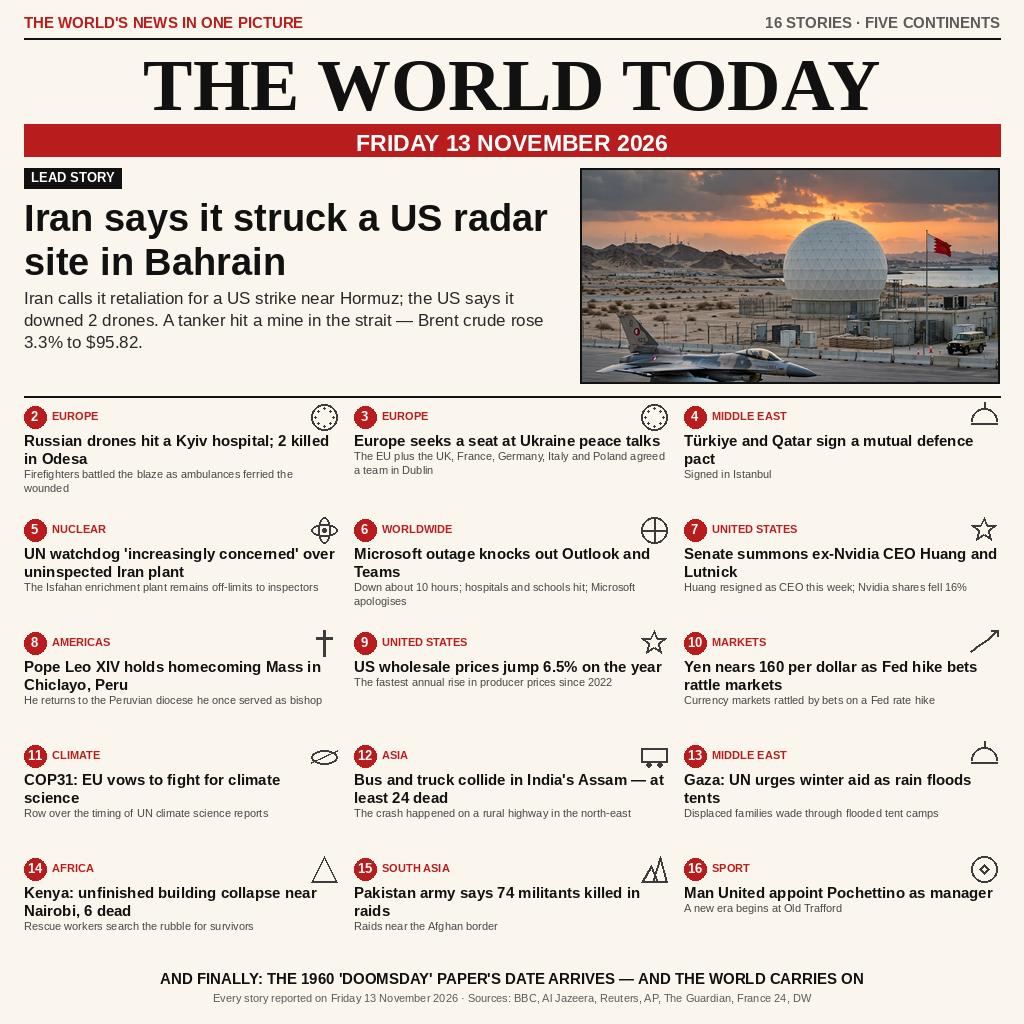 THE WORLD'S NEWS IN ONE PICTURE
16 STORIES · FIVE CONTINENTS
THE WORLD TODAY
FRIDAY 13 NOVEMBER 2026
LEAD STORY
Iran says it struck a US radar
site in Bahrain
Iran calls it retaliation for a US strike near Hormuz; the US says it
downed 2 drones. A tanker hit a mine in the strait — Brent crude rose
3.3% to $95.82.
2 EUROPE
Russian drones hit a Kyiv hospital; 2 killed
in Odesa
Firefighters battled the blaze as ambulances ferried the
wounded
3 EUROPE
Europe seeks a seat at Ukraine peace talks
The EU plus the UK, France, Germany, Italy and Poland agreed
a team in Dublin
4 MIDDLE EAST
Türkiye and Qatar sign a mutual defence
pact
Signed in Istanbul
5 NUCLEAR
UN watchdog 'increasingly concerned' over
uninspected Iran plant
The Isfahan enrichment plant remains off-limits to inspectors
6 WORLDWIDE
Microsoft outage knocks out Outlook and
Teams
Down about 10 hours; hospitals and schools hit; Microsoft
apologises
7 UNITED STATES
Senate summons ex-Nvidia CEO Huang and
Lutnick
Huang resigned as CEO this week; Nvidia shares fell 16%
8 AMERICAS
Pope Leo XIV holds homecoming Mass in
Chiclayo, Peru
He returns to the Peruvian diocese he once served as bishop
9 UNITED STATES
US wholesale prices jump 6.5% on the year
The fastest annual rise in producer prices since 2022
10 MARKETS
Yen nears 160 per dollar as Fed hike bets
rattle markets
Currency markets rattled by bets on a Fed rate hike
11 CLIMATE
COP31: EU vows to fight for climate
science
Row over the timing of UN climate science reports
12 ASIA
Bus and truck collide in India's Assam — at
least 24 dead
The crash happened on a rural highway in the north-east
13 MIDDLE EAST
Gaza: UN urges winter aid as rain floods
tents
Displaced families wade through flooded tent camps
14 AFRICA
Kenya: unfinished building collapse near
Nairobi, 6 dead
Rescue workers search the rubble for survivors
15 SOUTH ASIA
Pakistan army says 74 militants killed in
raids
Raids near the Afghan border
16 SPORT
Man United appoint Pochettino as manager
A new era begins at Old Trafford
AND FINALLY: THE 1960 'DOOMSDAY' PAPER'S DATE ARRIVES — AND THE WORLD CARRIES ON
Every story reported on Friday 13 November 2026 · Sources: BBC, Al Jazeera, Reuters, AP, The Guardian, France 24, DW